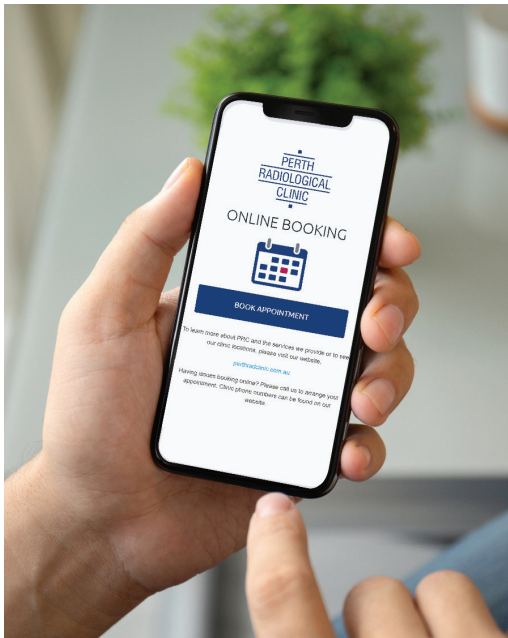 PERTH
RADIOLOGICAL
CLINIC
ONLINE BOOKING
BOOK APPOINTMENT
To learn more about PRC and the services we provide or to see
our clinic locations, please visit our website.
perthradclinic.com.au
Having issues booking online? Please call us to arrange your
appointment. Clinic phone numbers can be found on our
website.